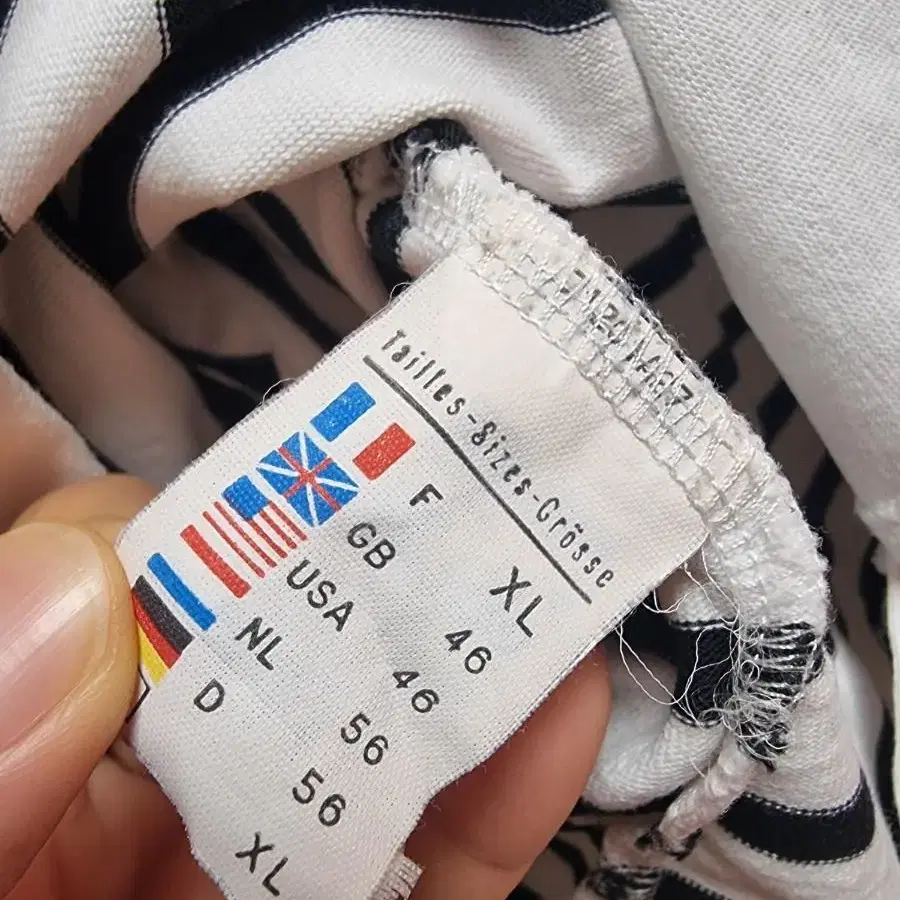 Tailles-Sizes-Grösse
F XL
GB 46
USA 46
NL 56
D 56
XL